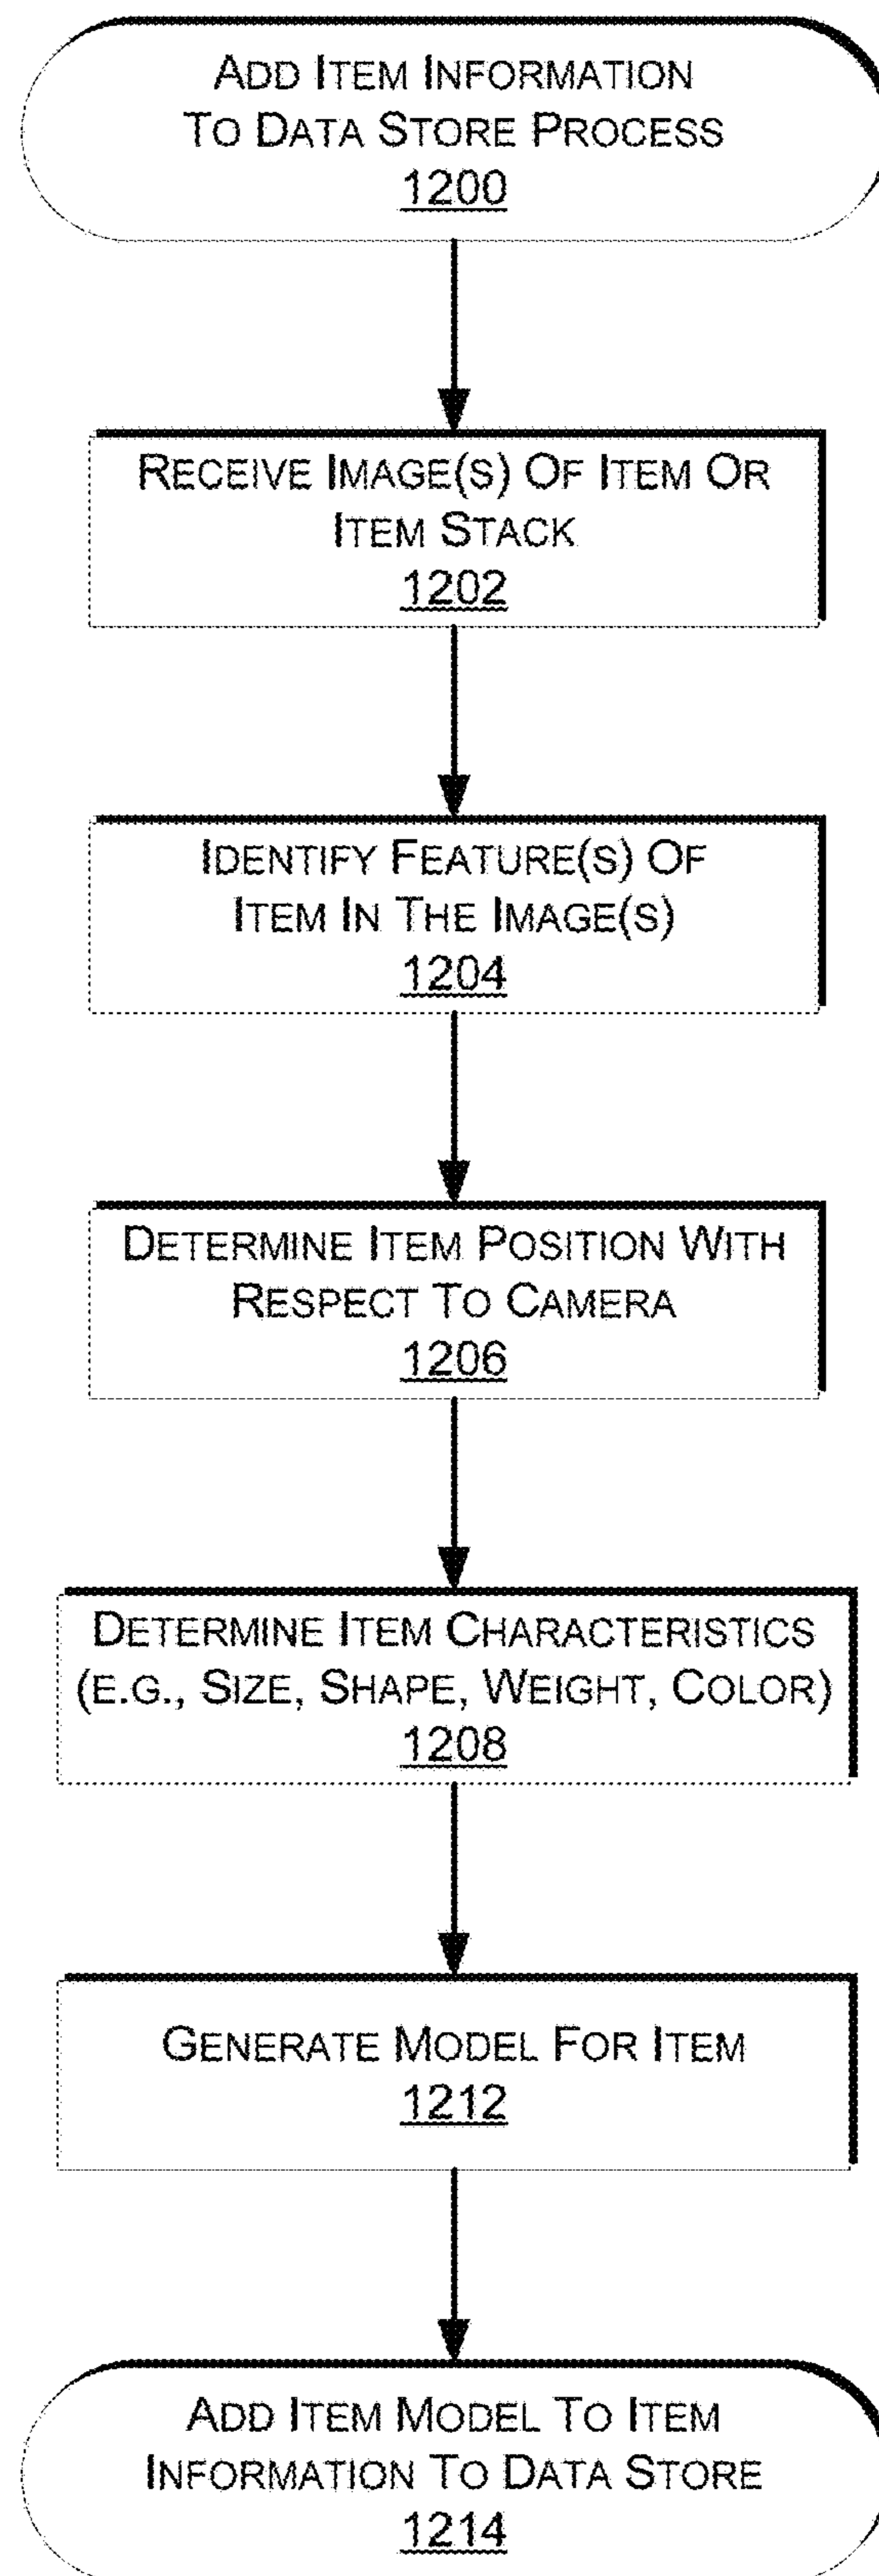 ADD ITEM INFORMATION
TO DATA STORE PROCESS
1200
RECEIVE IMAGE(S) OF ITEM OR
ITEM STACK
1202
IDENTIFY FEATURE(S) OF
ITEM IN THE IMAGE(S)
1204
DETERMINE ITEM POSITION WITH
RESPECT TO CAMERA
1206
DETERMINE ITEM CHARACTERISTICS
(E.G., SIZE, SHAPE, WEIGHT, COLOR)
1208
GENERATE MODEL FOR ITEM
1212
ADD ITEM MODEL TO ITEM
INFORMATION TO DATA STORE
1214